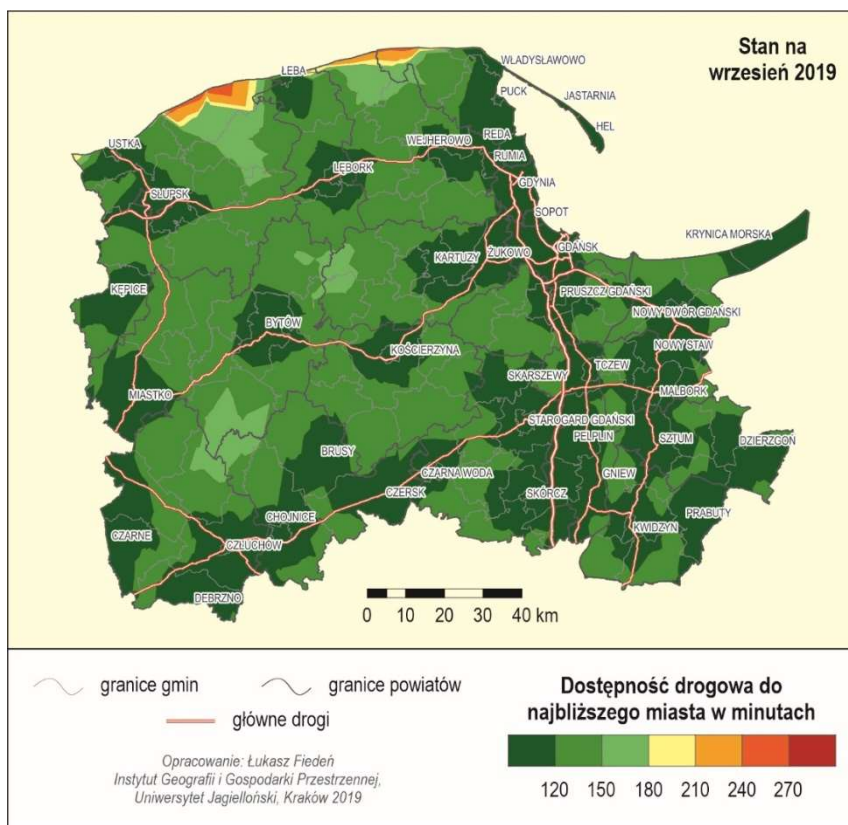 Stan na
wrzesień 2019
WŁADYSŁAWOWO
ŁEBA
PUCK
JASTARNIA
HEL
USTKA
WEJHEROWO
REDA
RUMIA
LĘBORK
GDYNIA
SŁUPSK
SOPOT
KRYNICA MORSKA
GDAŃSK
KARTUZY
ŻUKOWO
KĘPICE
PRUSZCZ GDAŃSKI
NOWY DWÓR GDAŃSKI
BYTÓW
NOWY STAW
KOŚCIERZYNA
SKARSZEWY
TCZEW
MIASTKO
MALBORK
STAROGARD GDAŃSKI
PELPLIN
BRUSY
SZTUM
DZIERZGOŃ
CZARNA WODA
GNIEW
CZERSK
SKÓRCZ
CHOJNICE
PRABUTY
CZARNE
KWIDZYN
CZŁUCHÓW
DEBRZNO
0 10 20 30 40 km
granice gmin
granice powiatów
główne drogi
Opracowanie: Łukasz Fiedeń
Instytut Geografii i Gospodarki Przestrzennej,
Uniwersytet Jagielloński, Kraków 2019
Dostępność drogowa do
najbliższego miasta w minutach
120 150 180 210 240 270